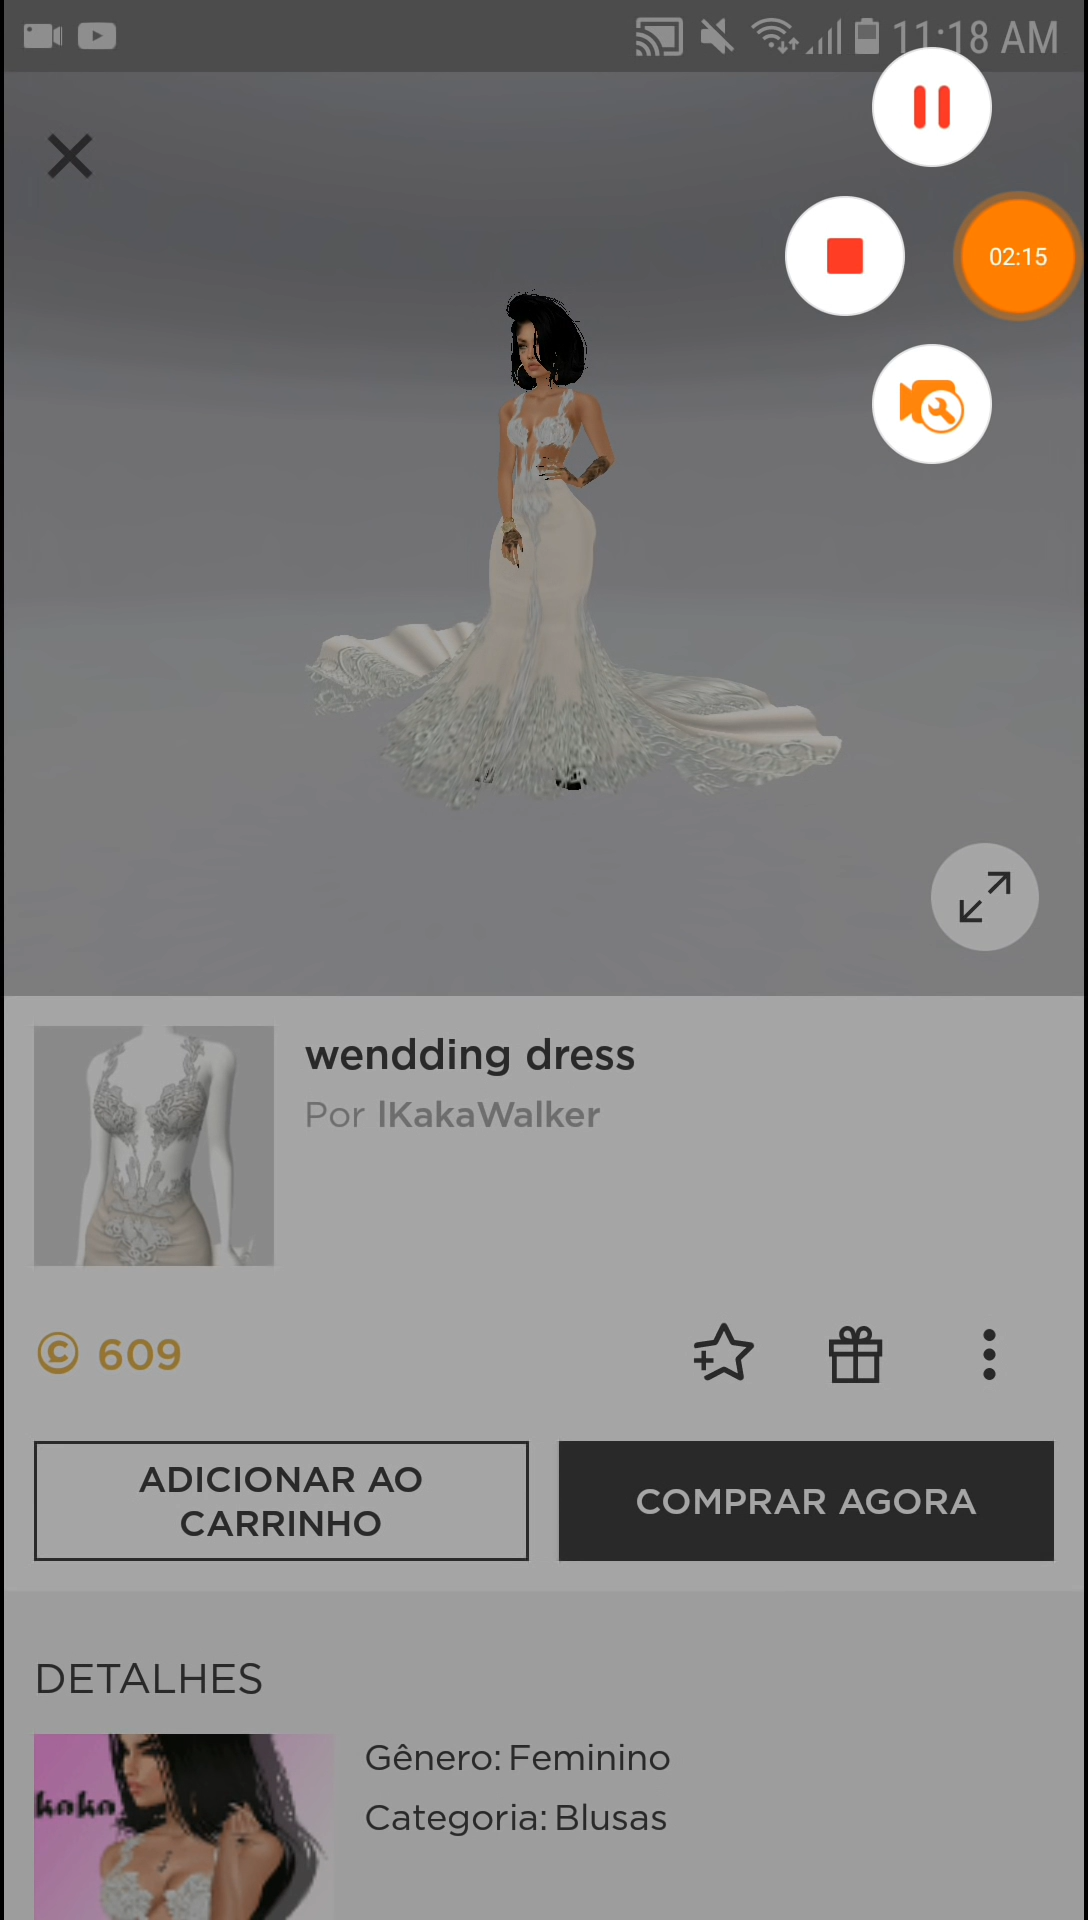 11:18 AM
02:15
wendding dress
Por lKakaWalker
© 609
ADICIONAR AO
CARRINHO
COMPRAR AGORA
DETALHES
kaka
Gênero: Feminino
Categoria: Blusas